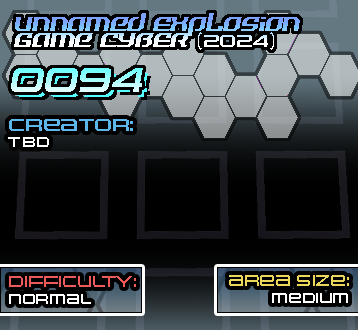 UNNAMED EXPLOSION
GAME CYBER (2024)
0094
CREATOR:
TBD
DIFFICULTY:
NORMAL
AREA SIZE:
MEDIUM